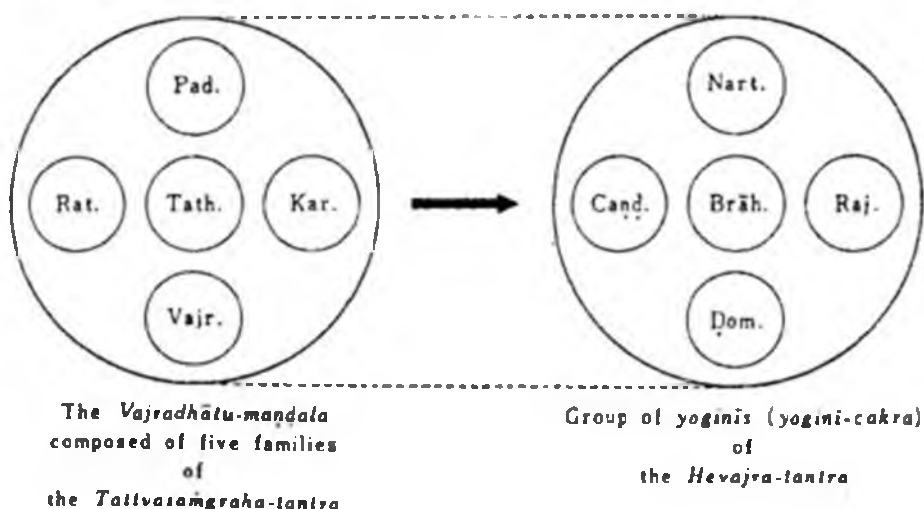 Pad.
Nart.
Rat. Tath. Kar.
Caṇḍ. Brāh. Raj.
Vajr.
Ḍom.
The Vajradhātu-maṇḍala
composed of five families
of
the Tattvasaṃgraha-tantra
Group of yoginīs (yoginī-cakra)
of
the Hevajra-tantra